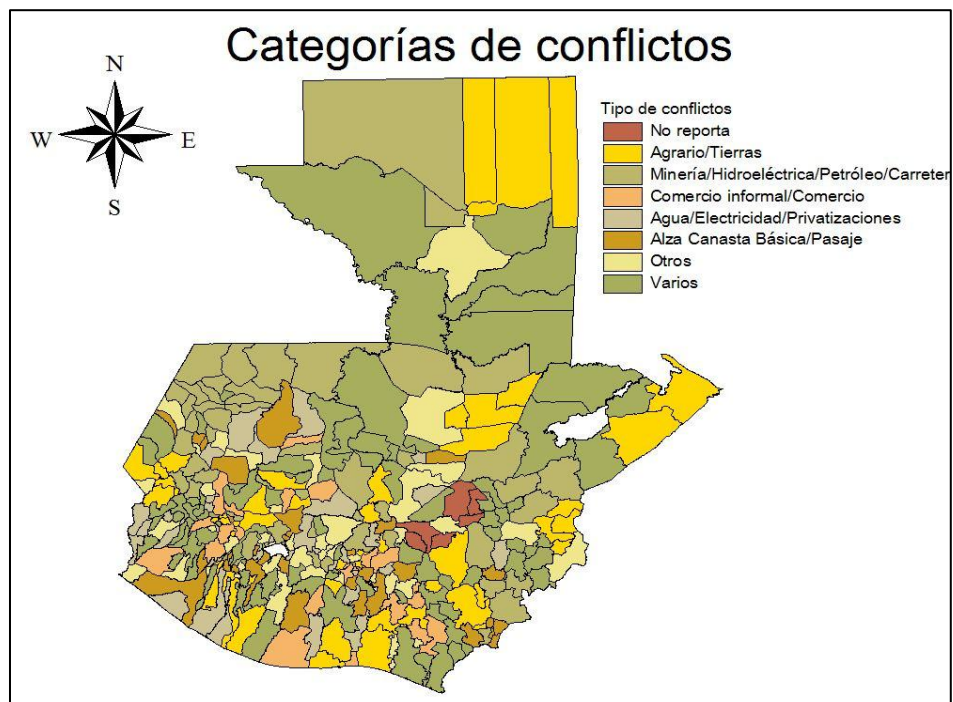 Categorías de conflictos
N
W
E
S
Tipo de conflictos
No reporta
Agrario/Tierras
Minería/Hidroeléctrica/Petróleo/Carreter
Comercio informal/Comercio
Agua/Electricidad/Privatizaciones
Alza Canasta Básica/Pasaje
Otros
Varios